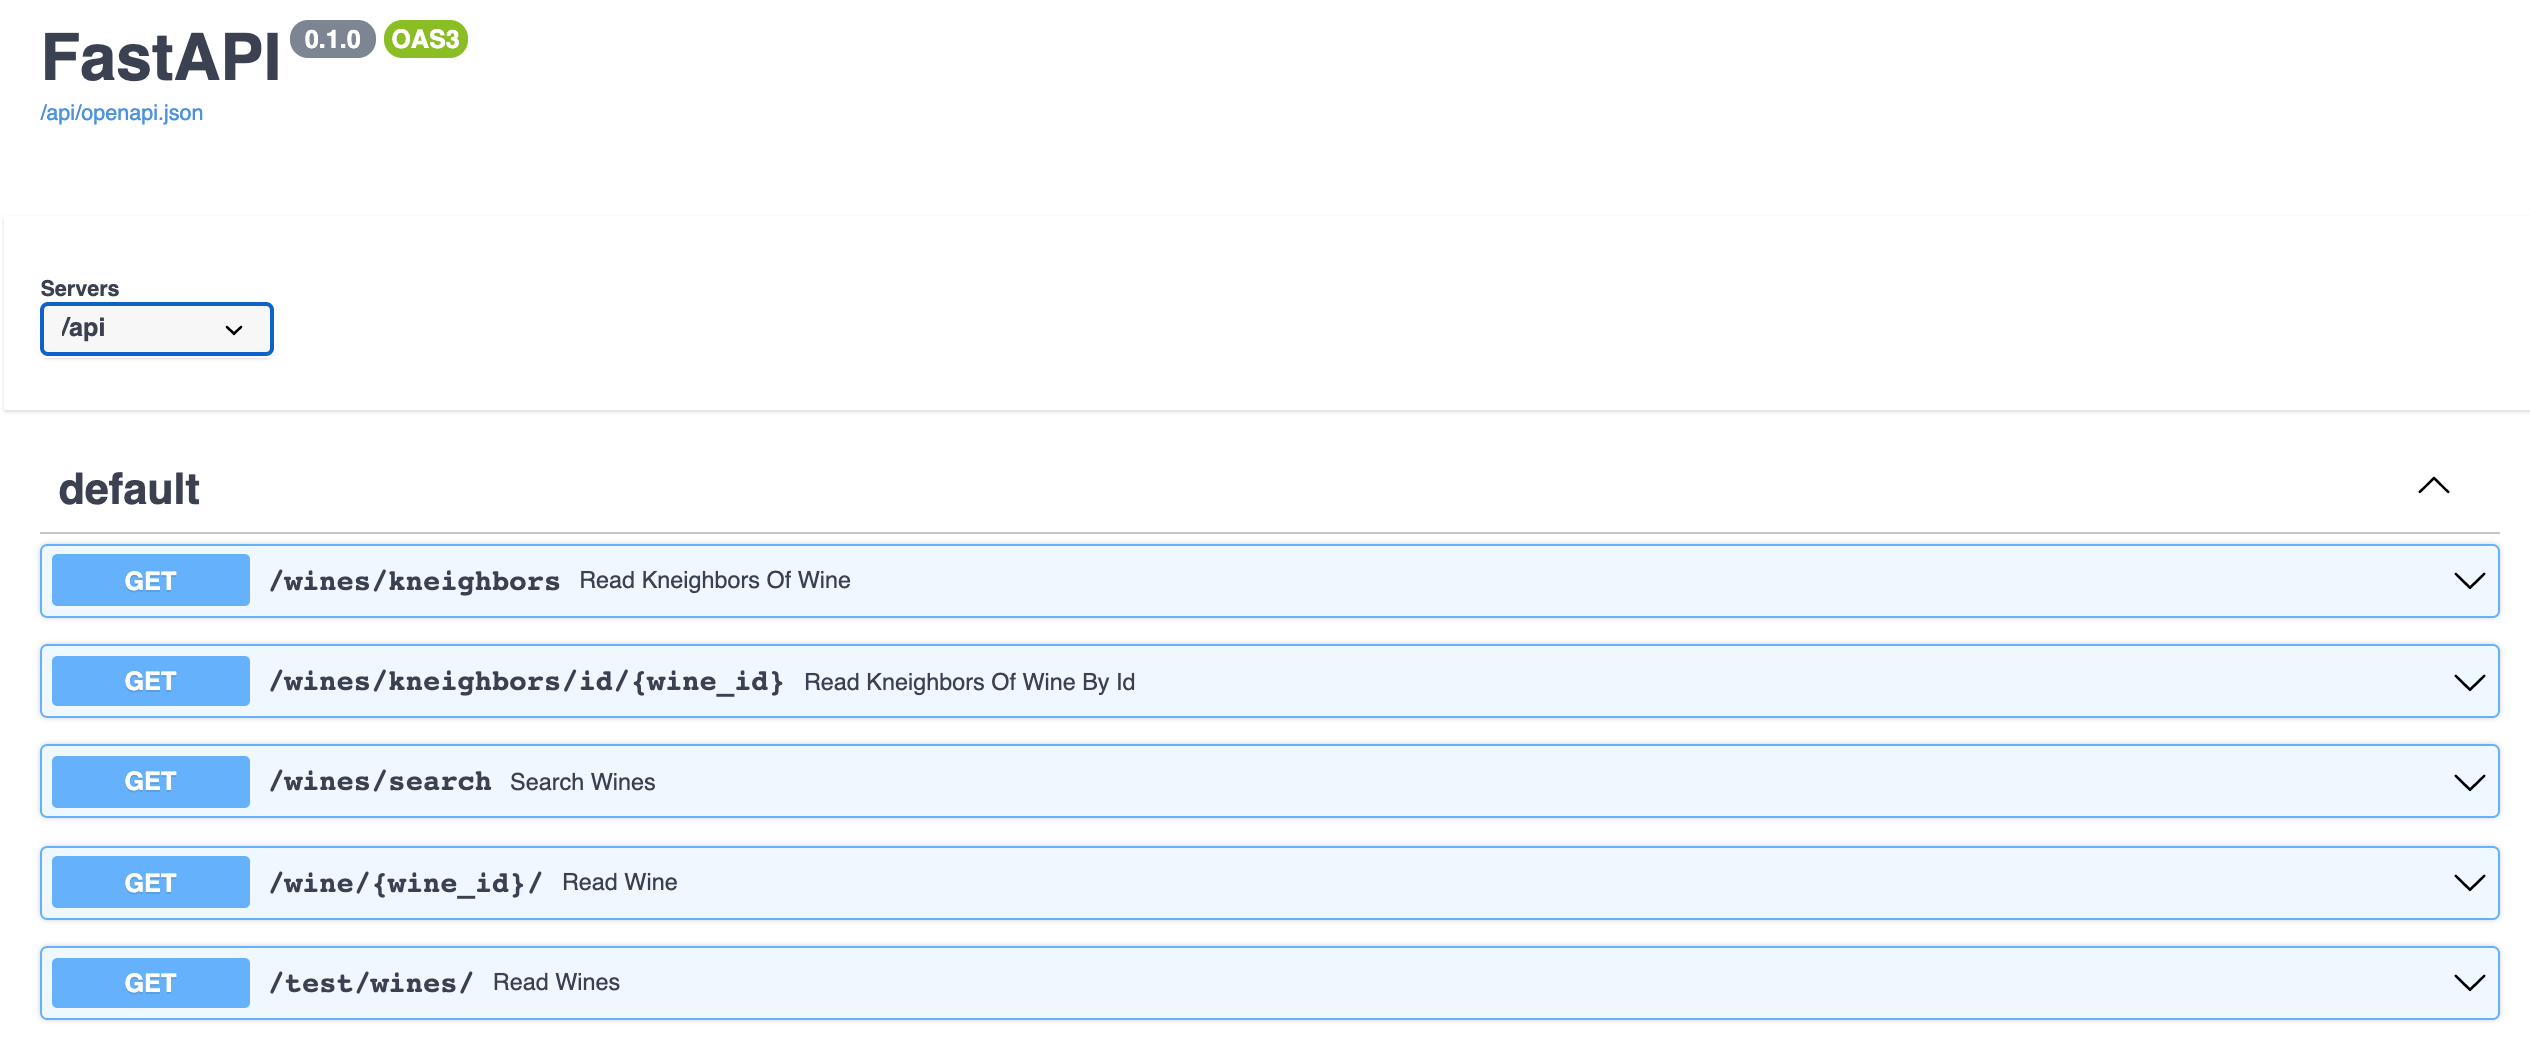 FastAPI 0.1.0 OAS3
/api/openapi.json
Servers
/api
default
GET /wines/kneighbors Read Kneighbors Of Wine
GET /wines/kneighbors/id/{wine_id} Read Kneighbors Of Wine By Id
GET /wines/search Search Wines
GET /wine/{wine_id}/ Read Wine
GET /test/wines/ Read Wines